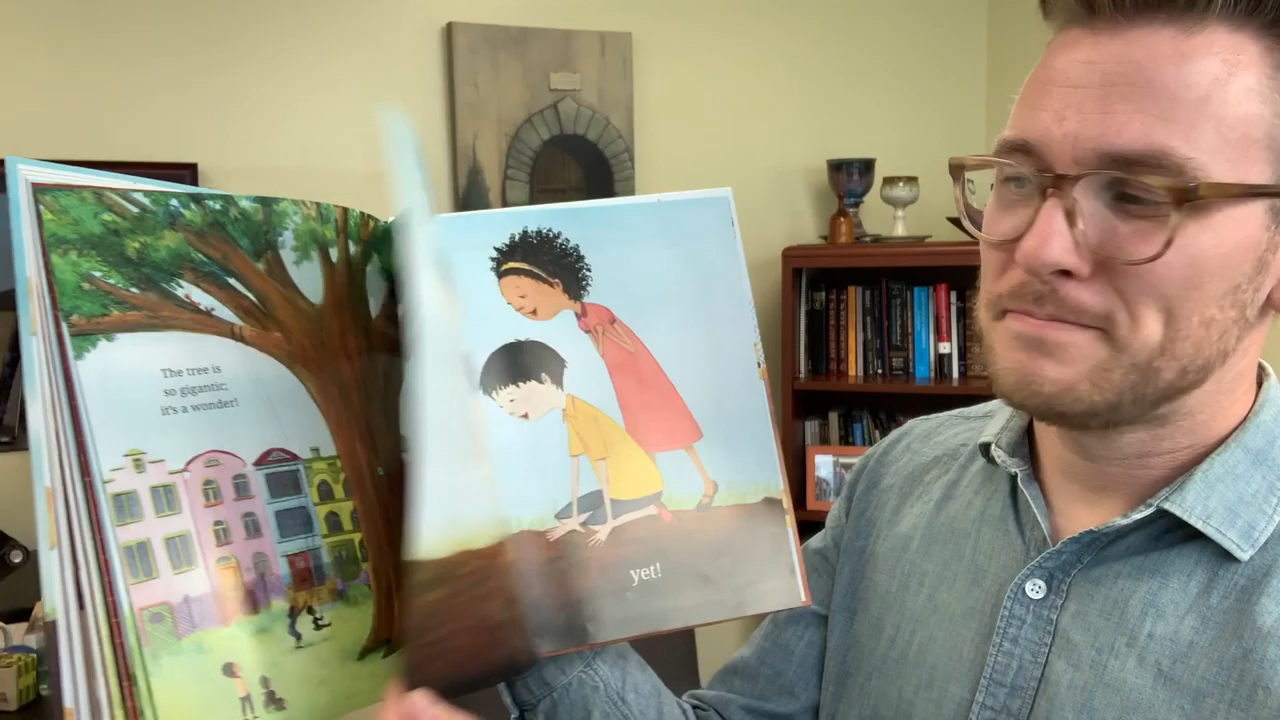 The tree is
so gigantic;
it's a wonder!
yet!